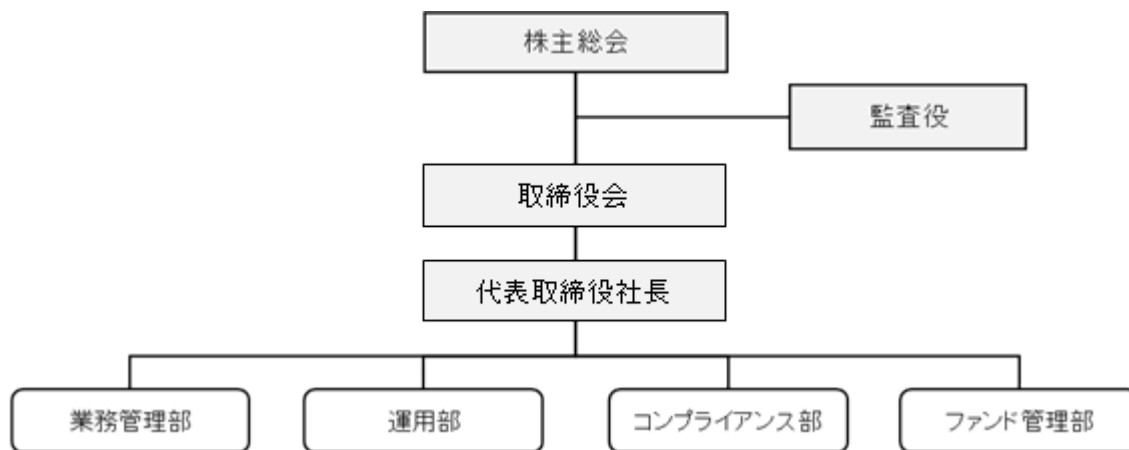 株主総会
監査役
取締役会
代表取締役社長
業務管理部
運用部
コンプライアンス部
ファンド管理部